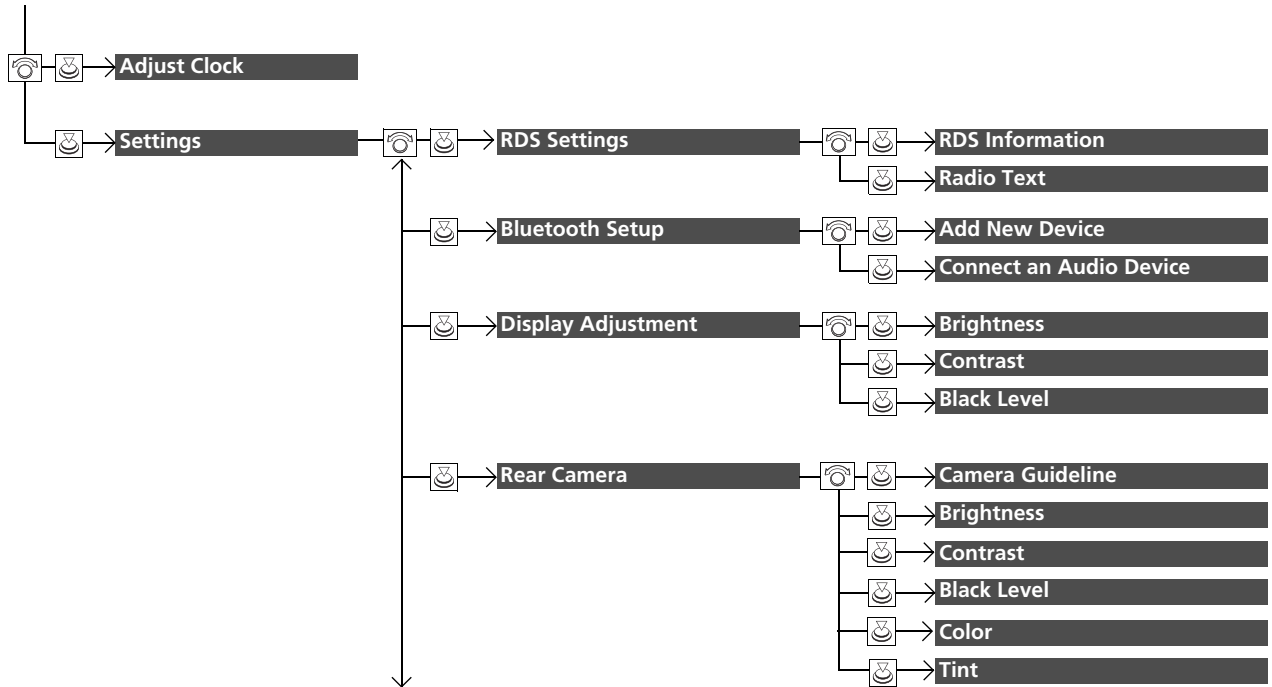 Adjust Clock
Settings
RDS Settings
RDS Information
Radio Text
Bluetooth Setup
Add New Device
Connect an Audio Device
Display Adjustment
Brightness
Contrast
Black Level
Rear Camera
Camera Guideline
Brightness
Contrast
Black Level
Color
Tint